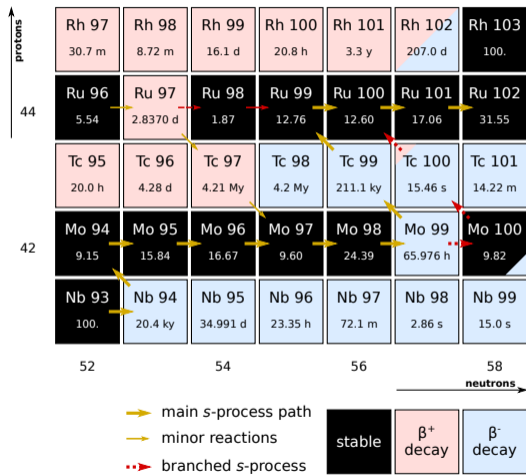 protons
Rh 97 Rh 98 Rh 99 Rh 100 Rh 101 Rh 102 Rh 103
30.7 m 8.72 m 16.1 d 20.8 h 3.3 y 207.0 d 100.
44
Ru 96 Ru 97 Ru 98 Ru 99 Ru 100 Ru 101 Ru 102
5.54 2.8370 d 1.87 12.76 12.60 17.06 31.55
Tc 95 Tc 96 Tc 97 Tc 98 Tc 99 Tc 100 Tc 101
20.0 h 4.28 d 4.21 My 4.2 My 211.1 ky 15.46 s 14.22 m
42
Mo 94 Mo 95 Mo 96 Mo 97 Mo 98 Mo 99 Mo 100
9.15 15.84 16.67 9.60 24.39 65.976 h 9.82
Nb 93 Nb 94 Nb 95 Nb 96 Nb 97 Nb 98 Nb 99
100. 20.4 ky 34.991 d 23.35 h 72.1 m 2.86 s 15.0 s
52 54 56 58
neutrons
main s-process path
minor reactions
branched s-process
stable
β+
decay
β-
decay